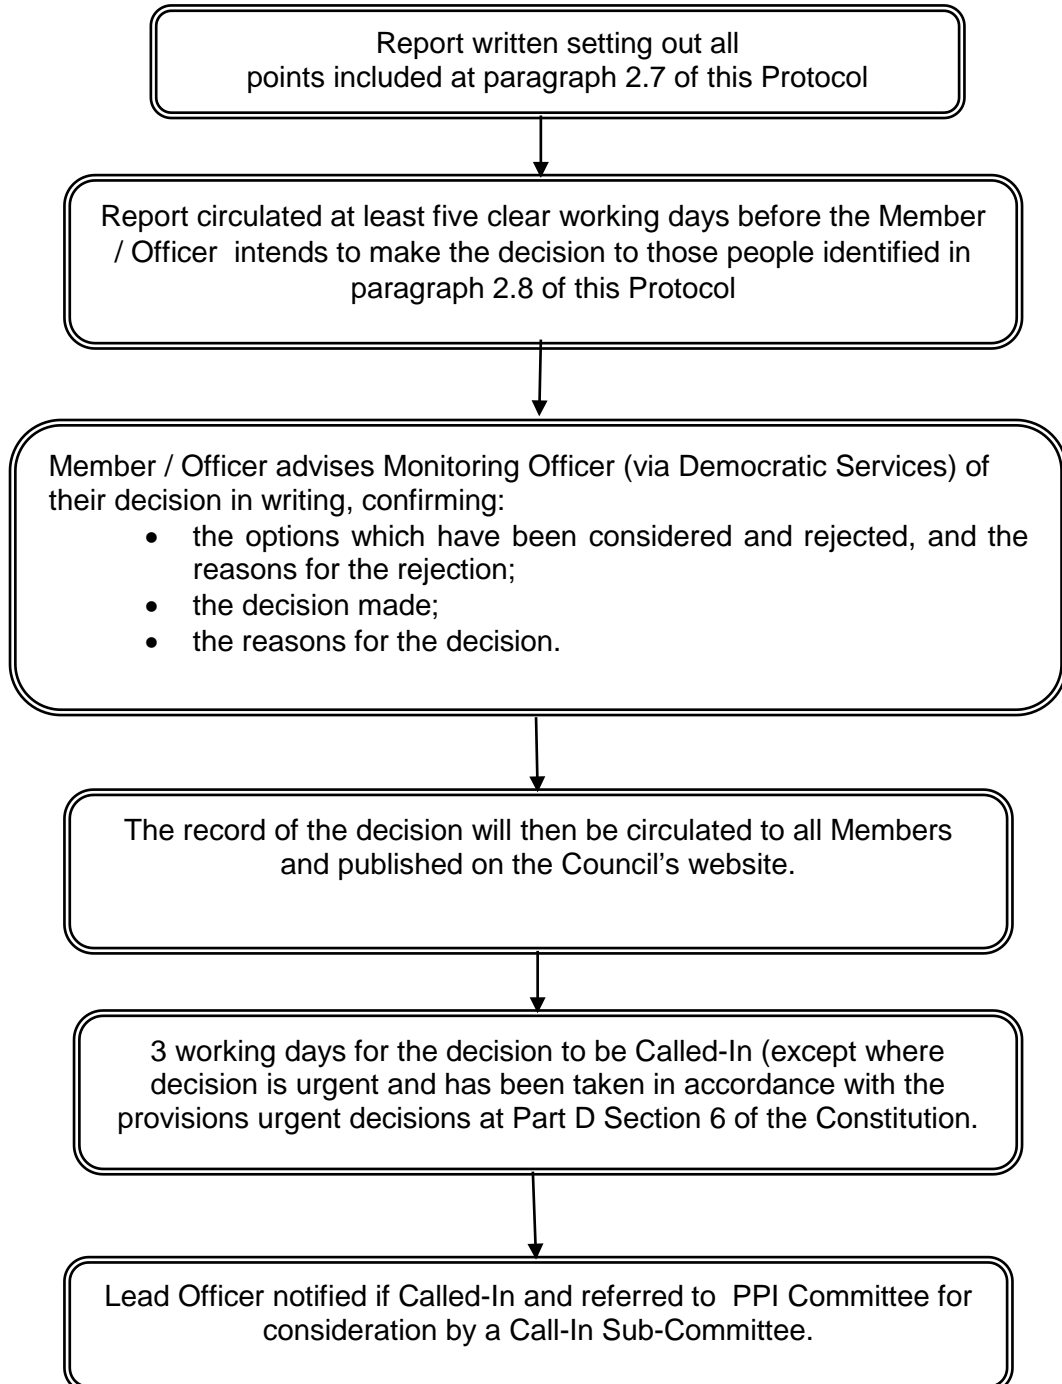 Report written setting out all
points included at paragraph 2.7 of this Protocol
Report circulated at least five clear working days before the Member
/ Officer  intends to make the decision to those people identified in
paragraph 2.8 of this Protocol
Member / Officer advises Monitoring Officer (via Democratic Services) of
their decision in writing, confirming:
• the options which have been considered and rejected, and the
reasons for the rejection;
• the decision made;
• the reasons for the decision.
The record of the decision will then be circulated to all Members
and published on the Council’s website.
3 working days for the decision to be Called-In (except where
decision is urgent and has been taken in accordance with the
provisions urgent decisions at Part D Section 6 of the Constitution.
Lead Officer notified if Called-In and referred to  PPI Committee for
consideration by a Call-In Sub-Committee.